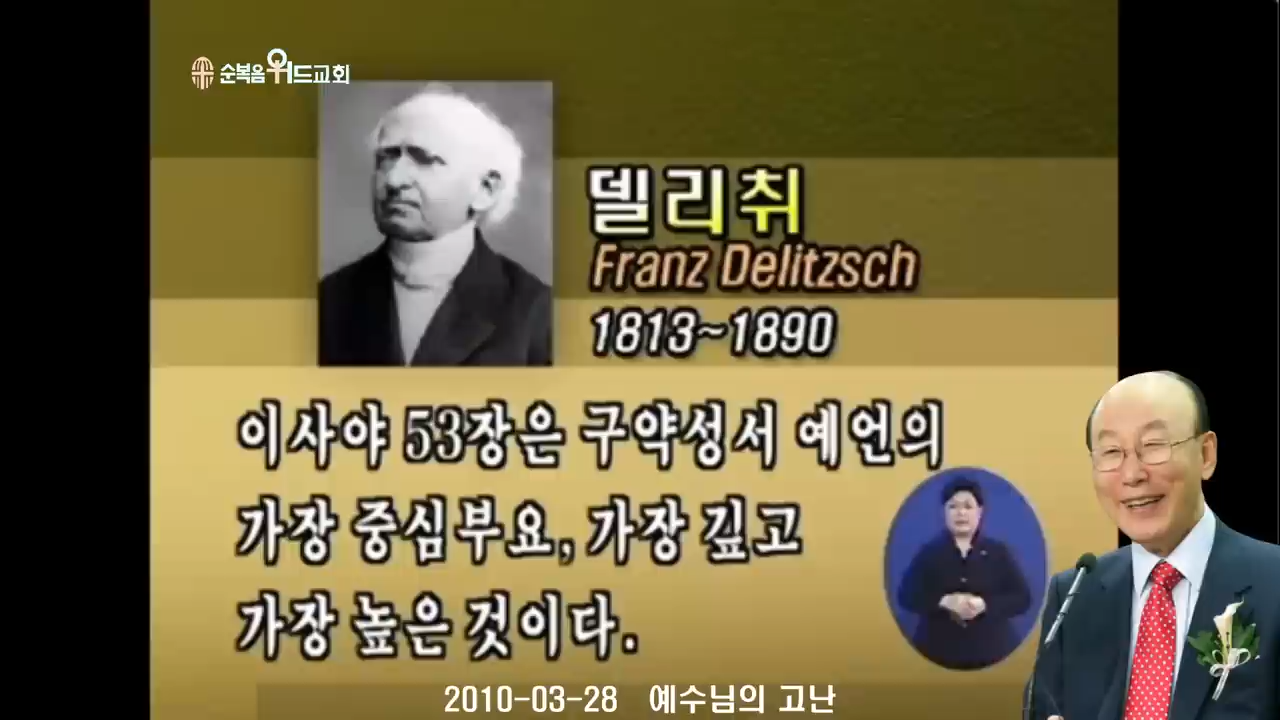 순복음워드교회
델리취
Franz Delitzsch
1813~1890
이사야 53장은 구약성서 예언의
가장 중심부요, 가장 깊고
가장 높은 것이다.
2010-03-28 예수님의 고난